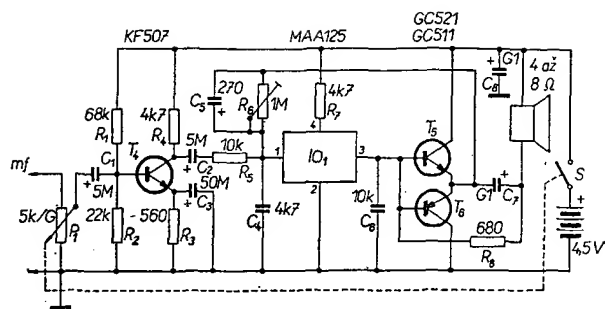 KF507 MAA125 GC521
GC511
G1
C8
4 až
8 Ω
270
C5
R6
1M
4k7
R7
68k
R1
4k7
R4
T4
5M
C2
10k
R5
4
1
IO1
3
2
T5
T6
mf
C1
5M
50M
C3
4k7
C4
10k
C6
G1
C7
S
5k/G
P1
22k
R2
560
R3
680
R8
4,5V